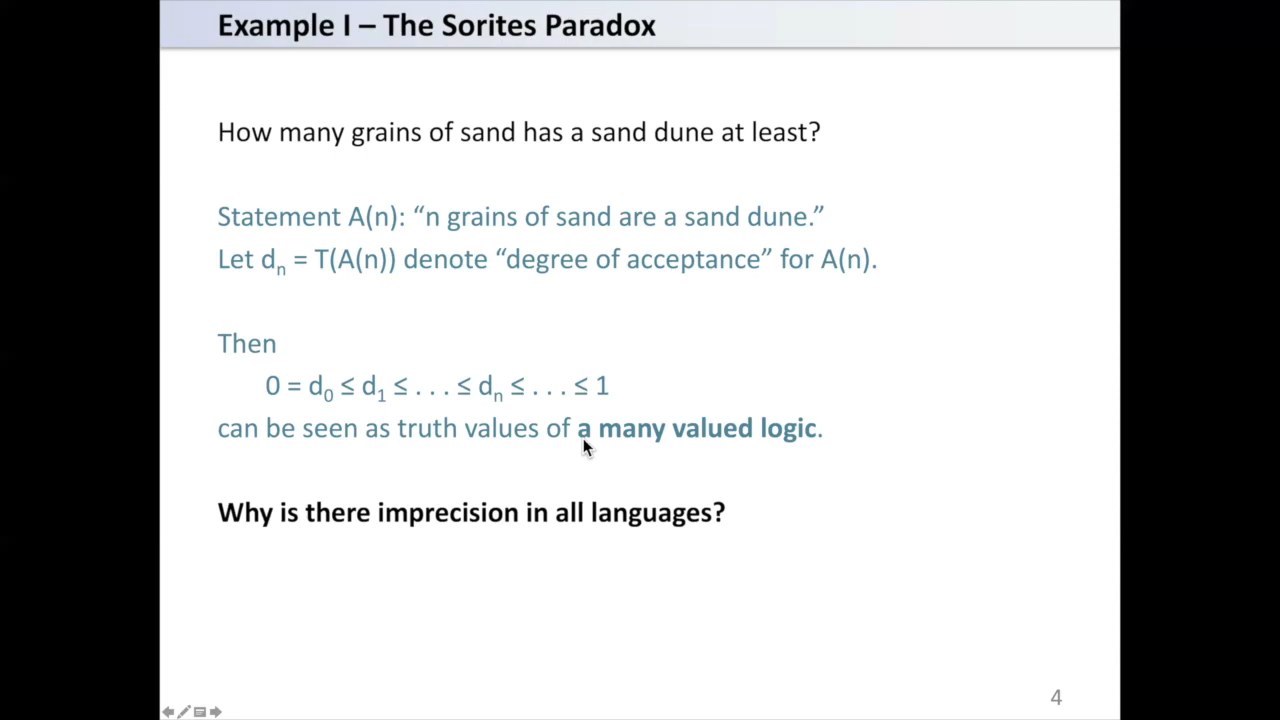 Example I – The Sorites Paradox
How many grains of sand has a sand dune at least?
Statement A(n): “n grains of sand are a sand dune.”
Let dₙ = T(A(n)) denote “degree of acceptance” for A(n).
Then
0 = d₀ ≤ d₁ ≤ . . . ≤ dₙ ≤ . . . ≤ 1
can be seen as truth values of a many valued logic.
Why is there imprecision in all languages?
4